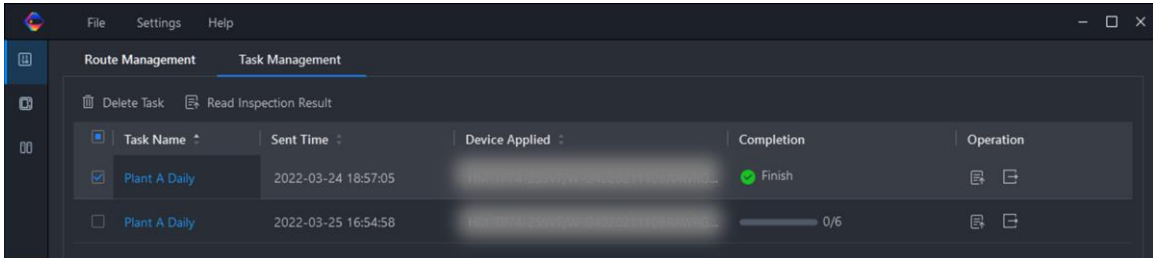 File Settings Help
Route Management Task Management
Delete Task Read Inspection Result
Task Name Sent Time Device Applied Completion Operation
Plant A Daily 2022-03-24 18:57:05 Finish
Plant A Daily 2022-03-25 16:54:58 0/6